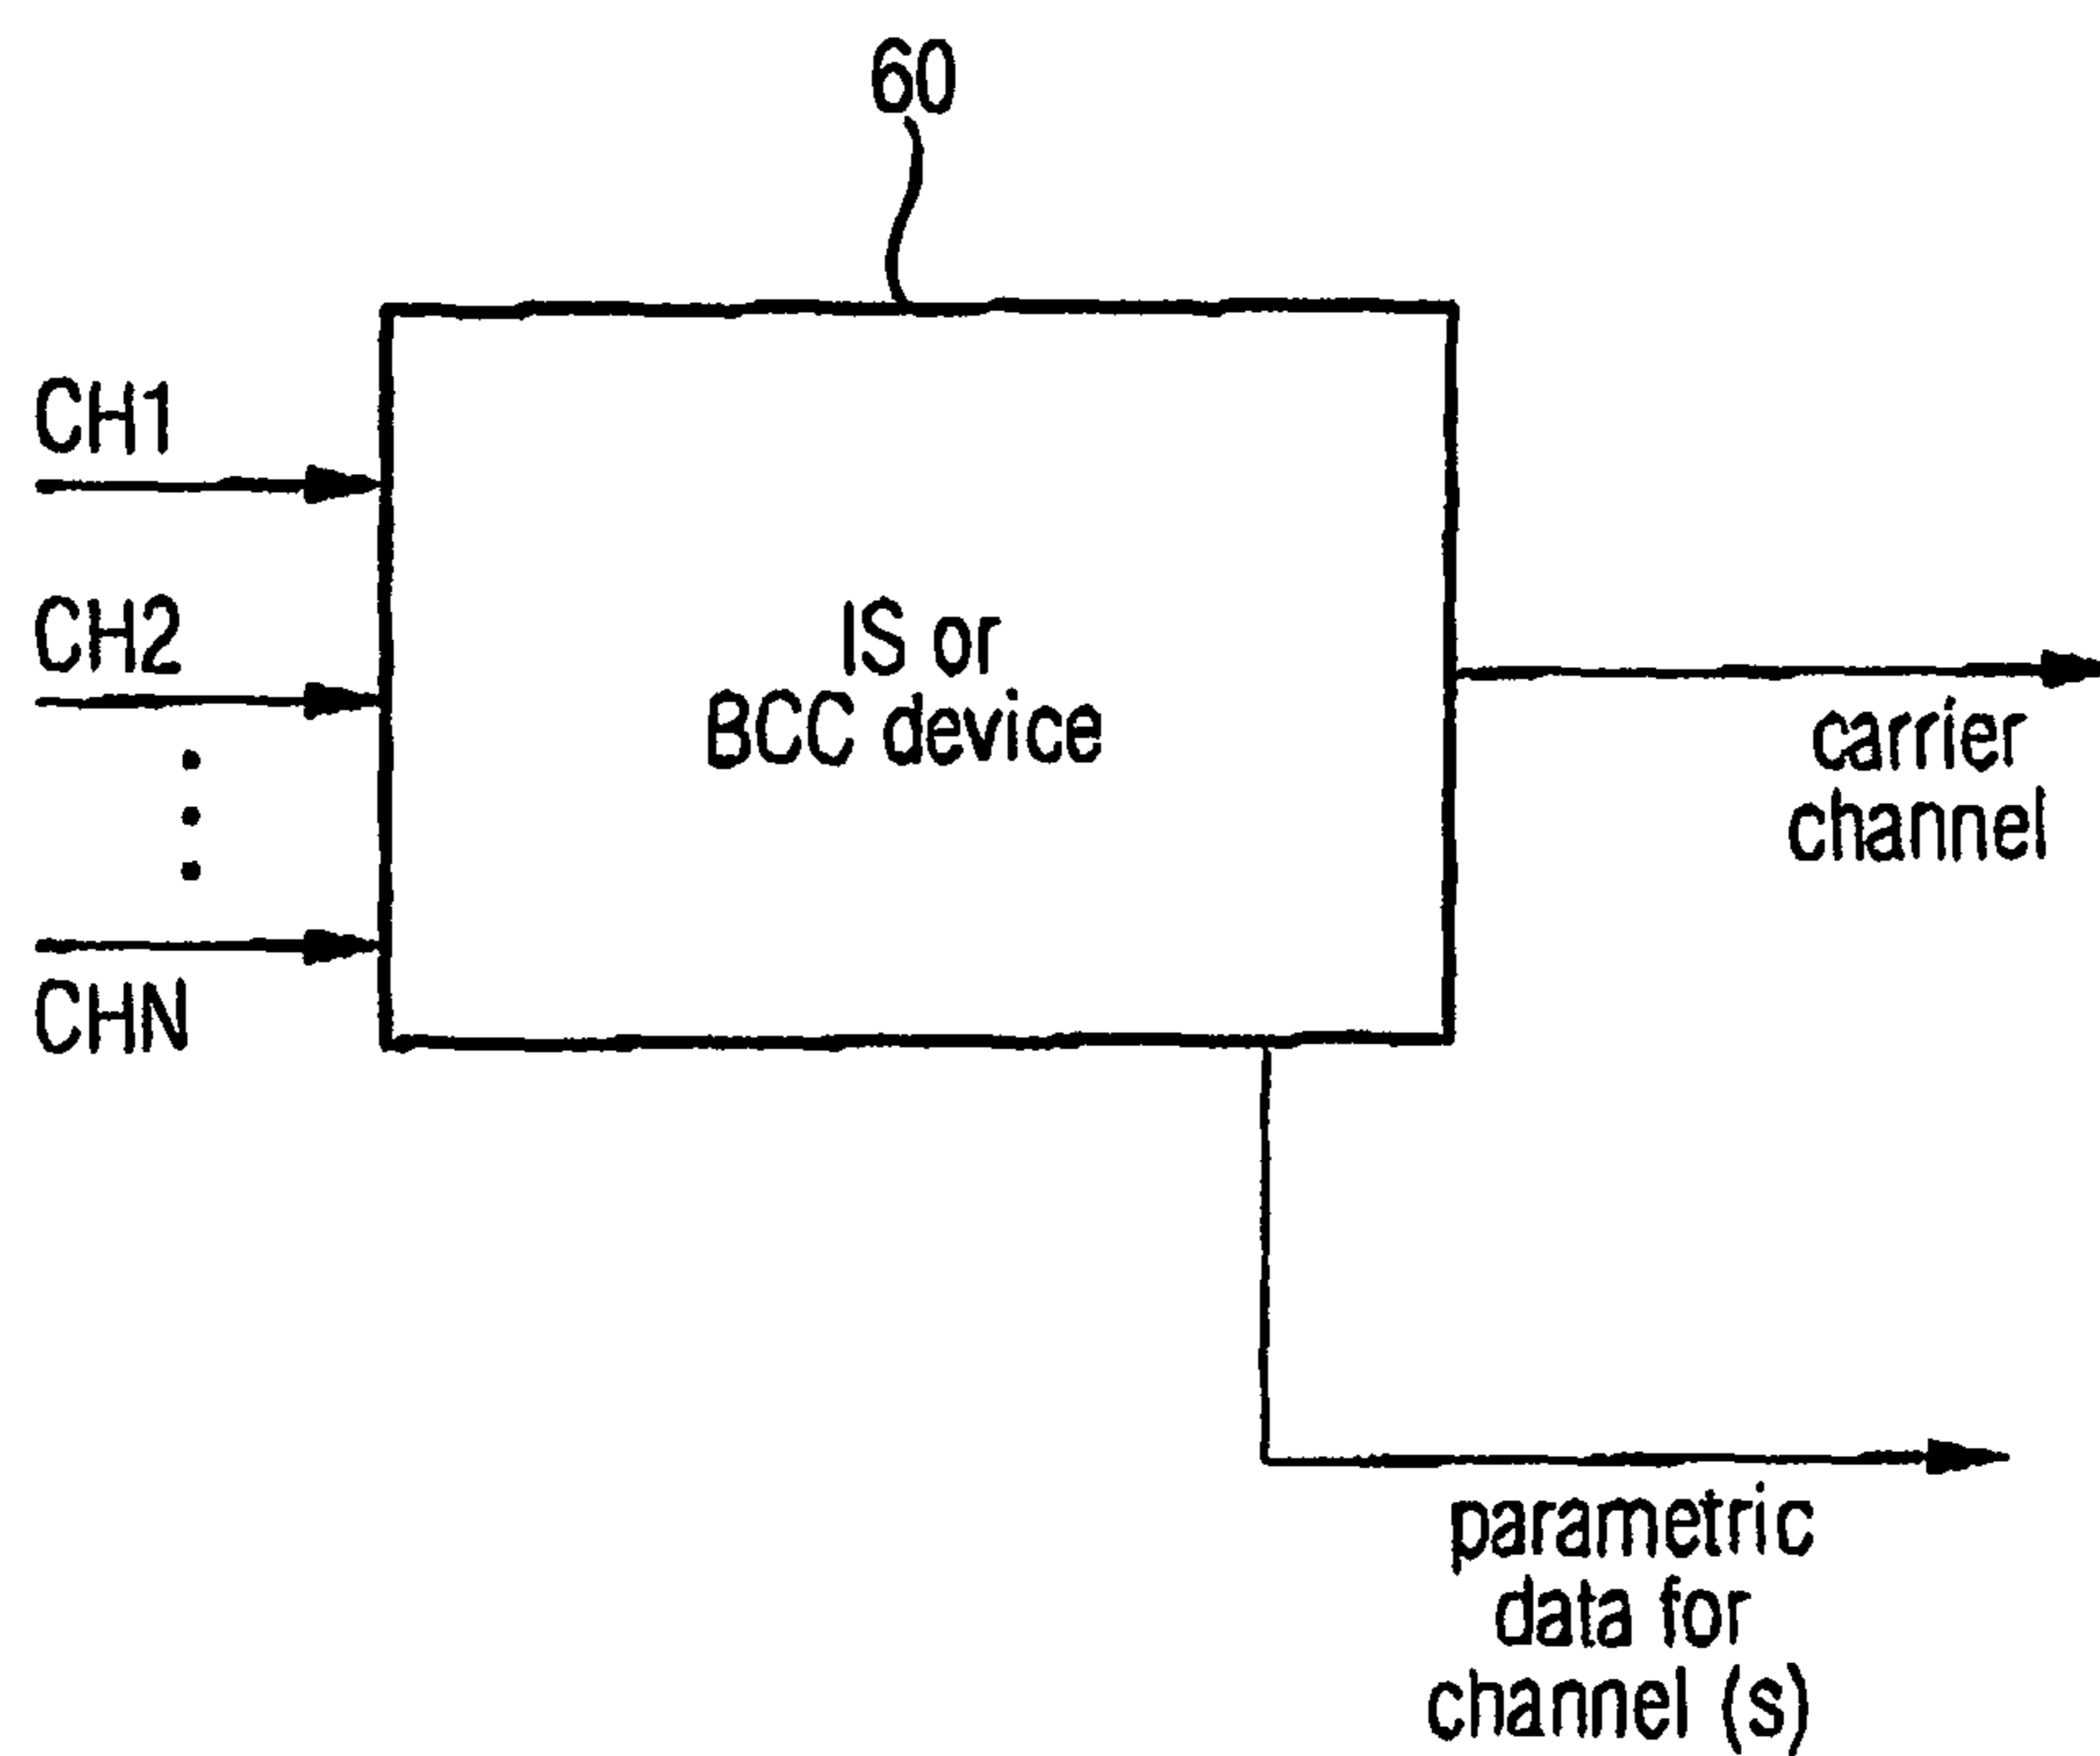 60
CH1
CH2
CHN
IS or
BCC device
carrier
channel
parametric
data for
channel (s)